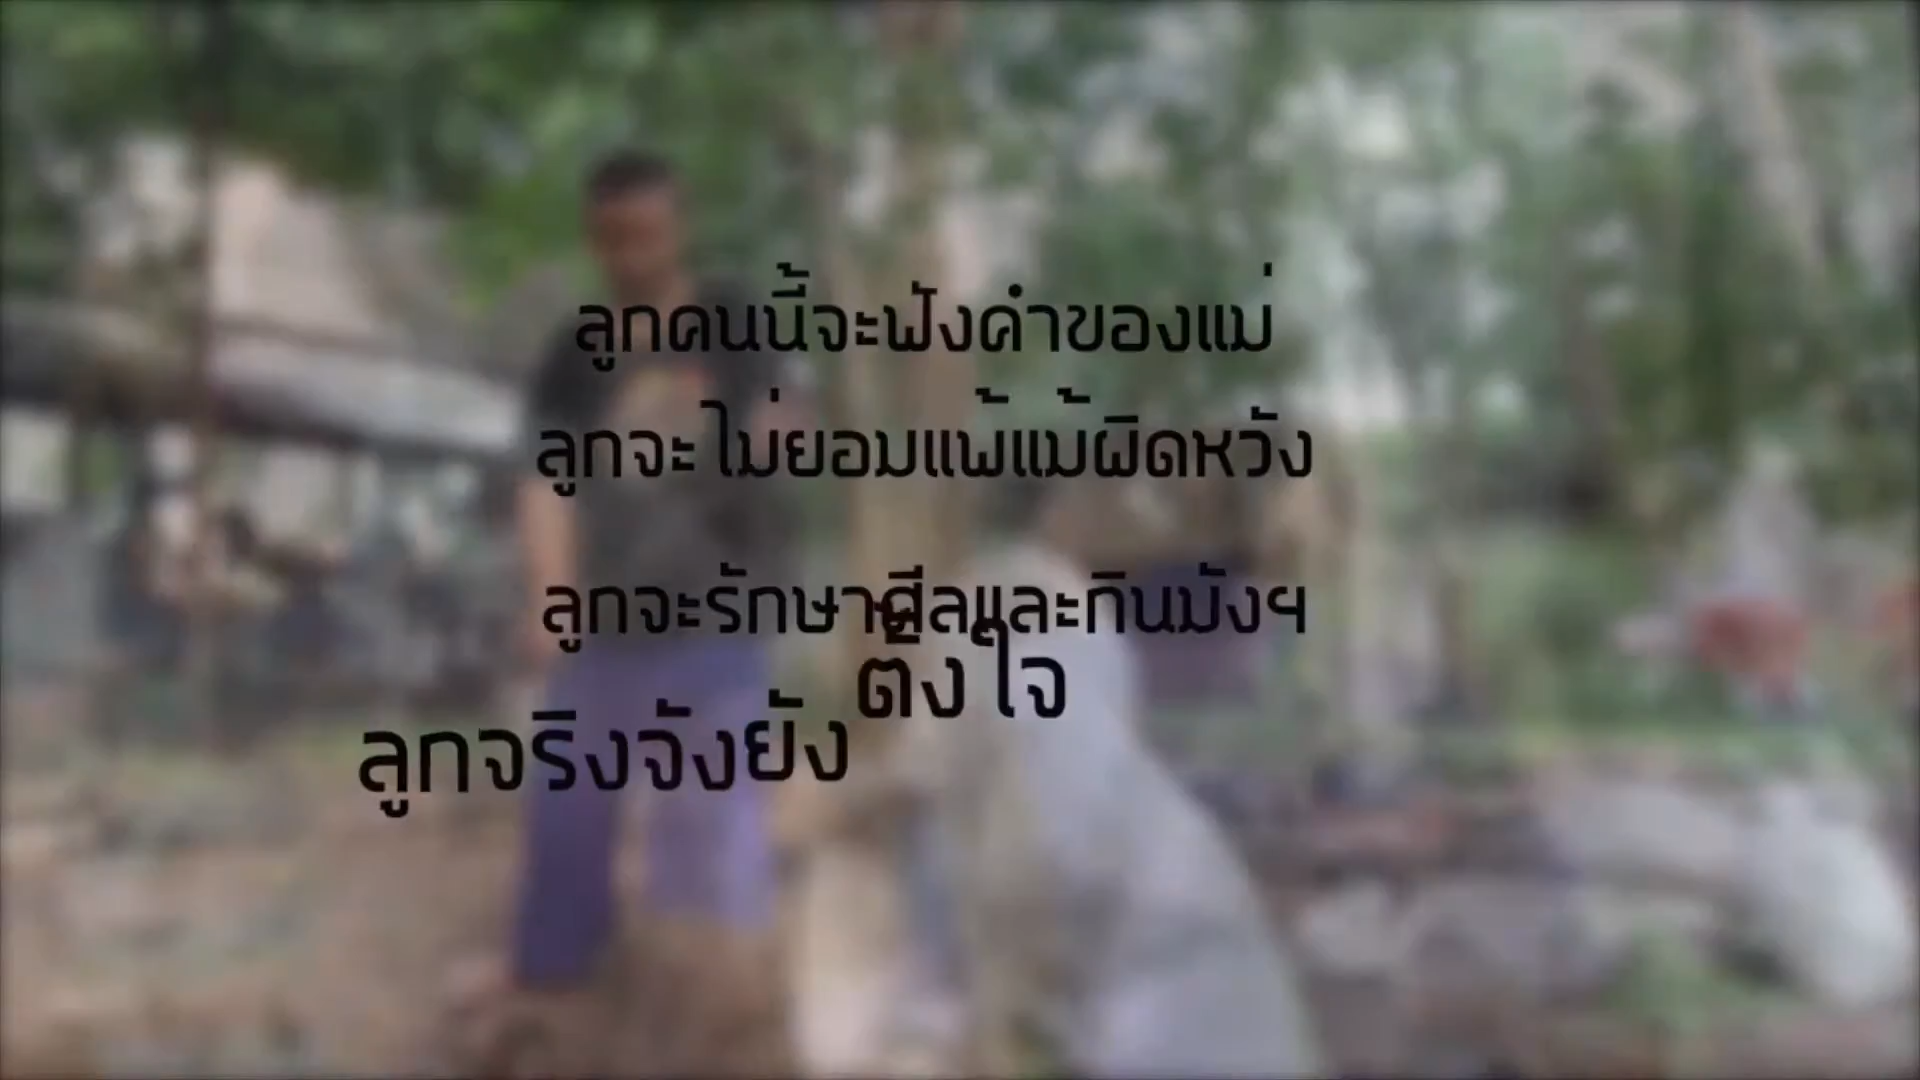 ลูกคนนี้จะฟังคำของแม่
ลูกจะไม่ยอมแพ้แม้ผิดหวัง
ลูกจะรักษาศีลและกินมังฯ
ลูกจริงจังยังตั้งใจ